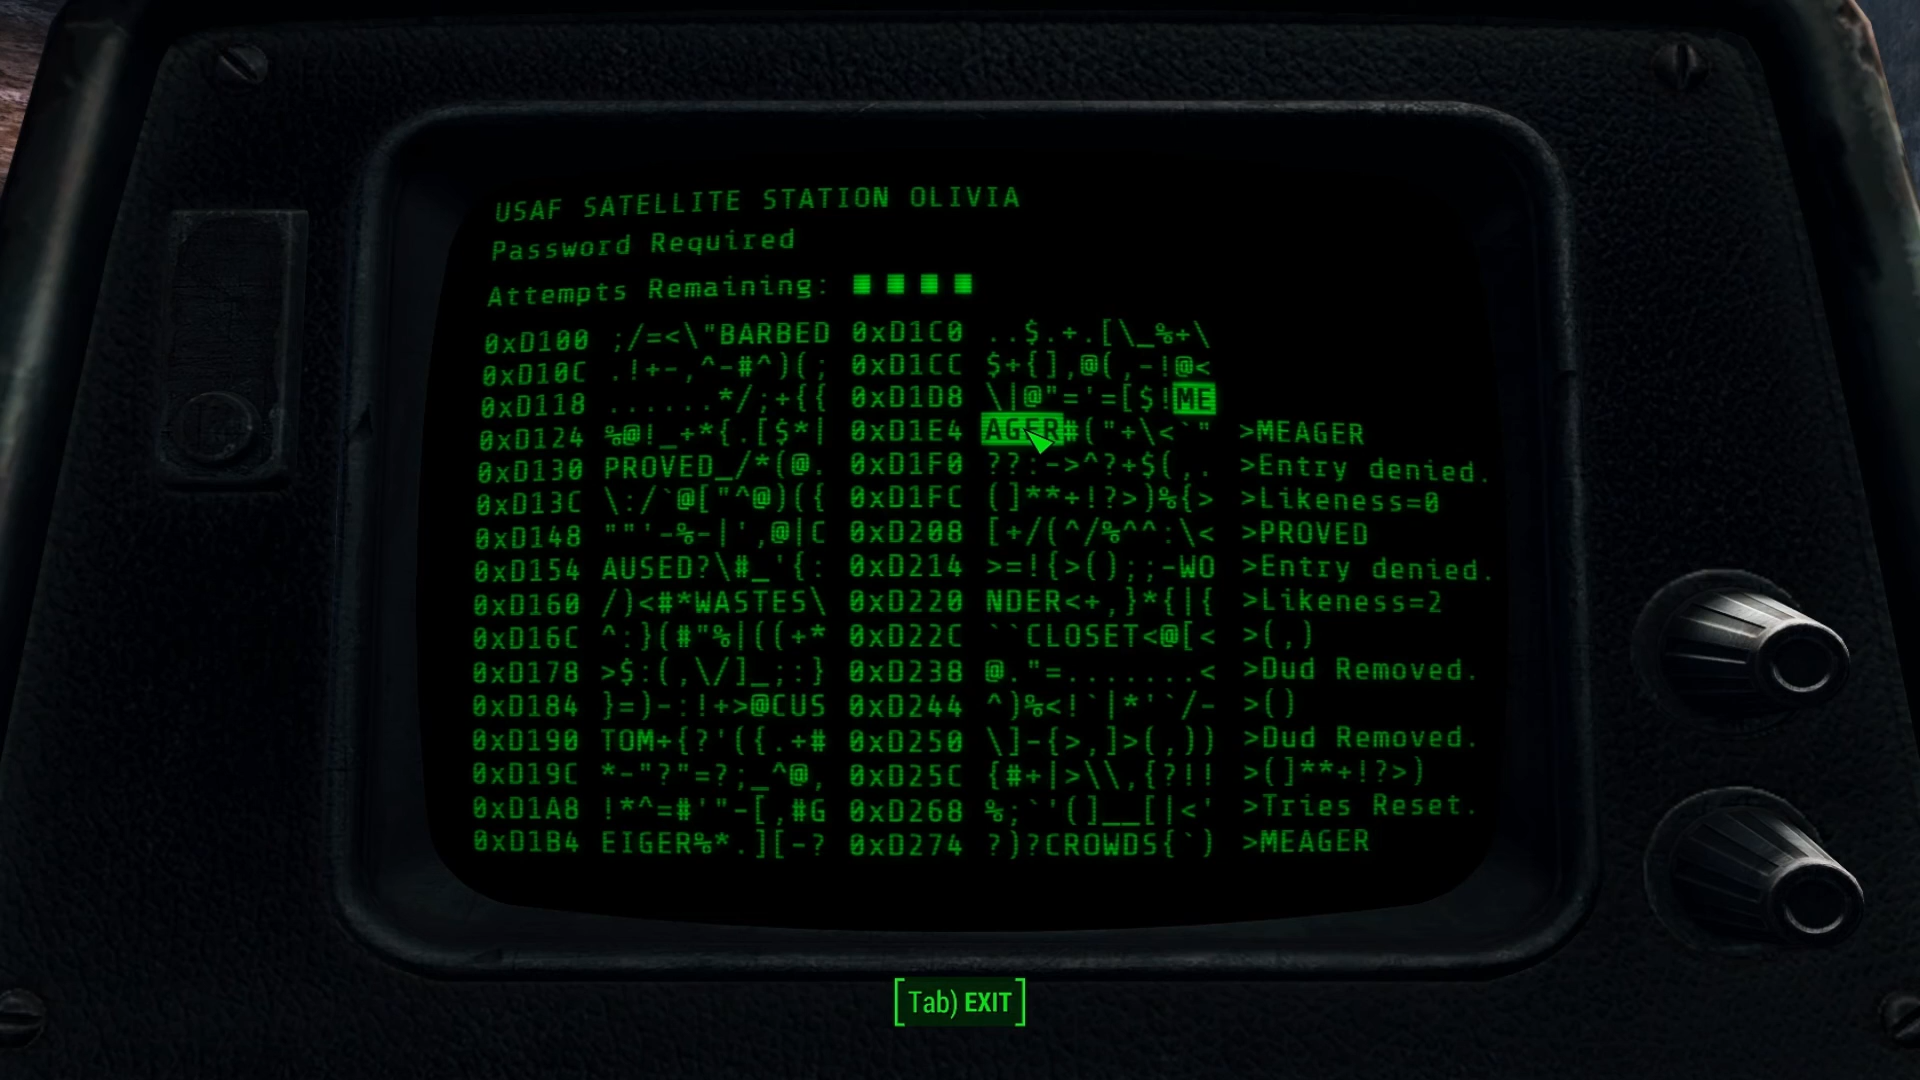 USAF SATELLITE STATION OLIVIA
Password Required
Attempts Remaining: ■ ■ ■ ■
0xD100 ;/=<\"BARBED 0xD1C0 ..$.+.[\_%+\
0xD10C .!+-,^-#^)(; 0xD1CC $+{],@(,-!@<
0xD118 ......*/;+{{ 0xD1D8 \|@"='=[$!ME
0xD124 %@!_+*{.[$*| 0xD1E4 AGER#("+\<`" >MEAGER
0xD130 PROVED_/*(@. 0xD1F0 ??:->^?+$(,. >Entry denied.
0xD13C \:/`@["^@)({ 0xD1FC (]**+!?>)%{> >Likeness=0
0xD148 ""'-%-|',@|C 0xD208 [+/(^/%^^:\< >PROVED
0xD154 AUSED?\#_'{: 0xD214 >=!{>();;-WO >Entry denied.
0xD160 /)<#*WASTES\ 0xD220 NDER<+,}*{|{ >Likeness=2
0xD16C ^:}(#"%|((+* 0xD22C ``CLOSET<@[< >(,)
0xD178 >$:(,\/]_;:} 0xD238 @."=.......< >Dud Removed.
0xD184 }=)-:!+>@CUS 0xD244 ^)%<!`|*'`/- >()
0xD190 TOM+{?'({.+# 0xD250 \]-{>,]>(,)) >Dud Removed.
0xD19C *-"?"=?;_^@, 0xD25C {#+|>\\,{?!! >(]**+!?>)
0xD1A8 !*^=#'"-[,#G 0xD268 %;`'(]__[|<' >Tries Reset.
0xD1B4 EIGER%*.][-? 0xD274 ?)?CROWDS{`) >MEAGER
[Tab) EXIT]